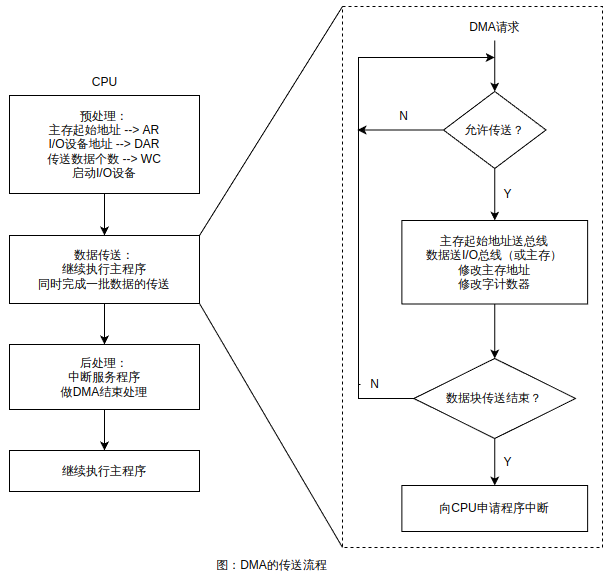 CPU
预处理：
主存起始地址 --> AR
I/O设备地址 --> DAR
传送数据个数 --> WC
启动I/O设备
数据传送：
继续执行主程序
同时完成一批数据的传送
后处理：
中断服务程序
做DMA结束处理
继续执行主程序
DMA请求
允许传送？
N
Y
主存起始地址送总线
数据送I/O总线（或主存）
修改主存地址
修改字计数器
数据块传送结束？
N
Y
向CPU申请程序中断
图：DMA的传送流程